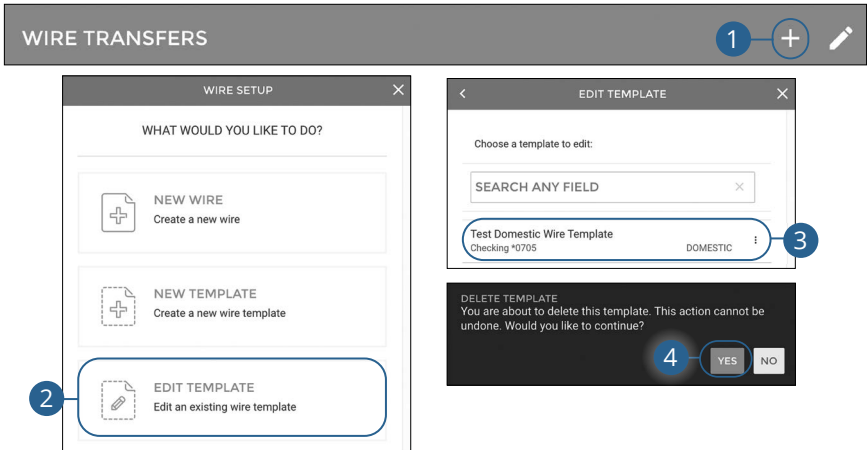 WIRE TRANSFERS
1
WIRE SETUP
WHAT WOULD YOU LIKE TO DO?
NEW WIRE
Create a new wire
NEW TEMPLATE
Create a new wire template
2
EDIT TEMPLATE
Edit an existing wire template
EDIT TEMPLATE
Choose a template to edit:
SEARCH ANY FIELD
Test Domestic Wire Template
Checking *0705 DOMESTIC
3
DELETE TEMPLATE
You are about to delete this template. This action cannot be
undone. Would you like to continue?
4
YES NO